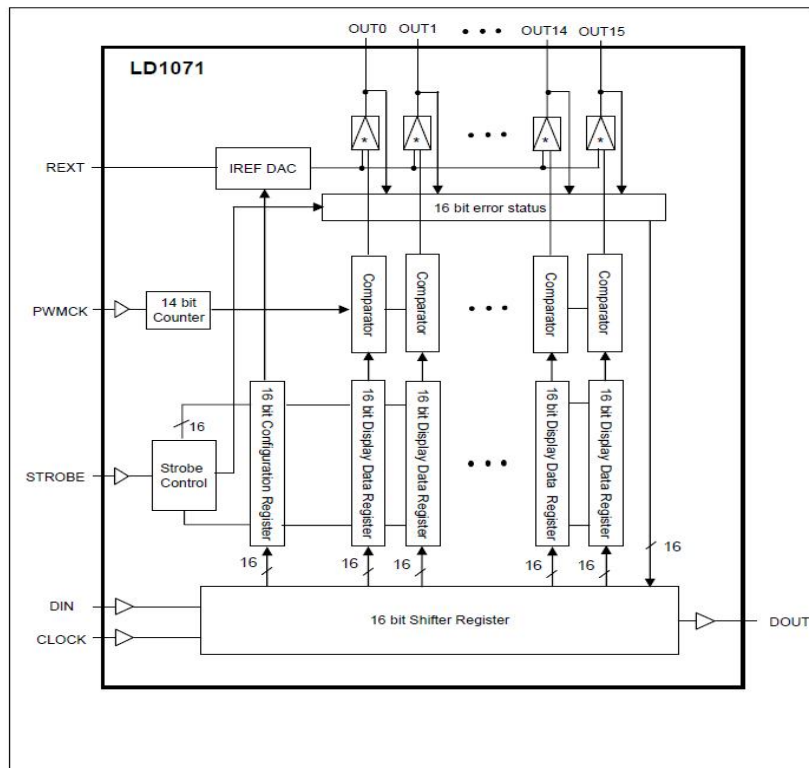 OUT0 OUT1 • • • OUT14 OUT15
LD1071
* * • • • * *
REXT
IREF DAC
16 bit error status
PWMCK
14 bit
Counter
Comparator
Comparator
• • •
Comparator
Comparator
16
STROBE
Strobe
Control
16 bit Configuration Register
16 bit Display Data Register
16 bit Display Data Register
• • •
16 bit Display Data Register
16 bit Display Data Register
16
16
16
16
16
16
DIN
CLOCK
16 bit Shifter Register
DOUT